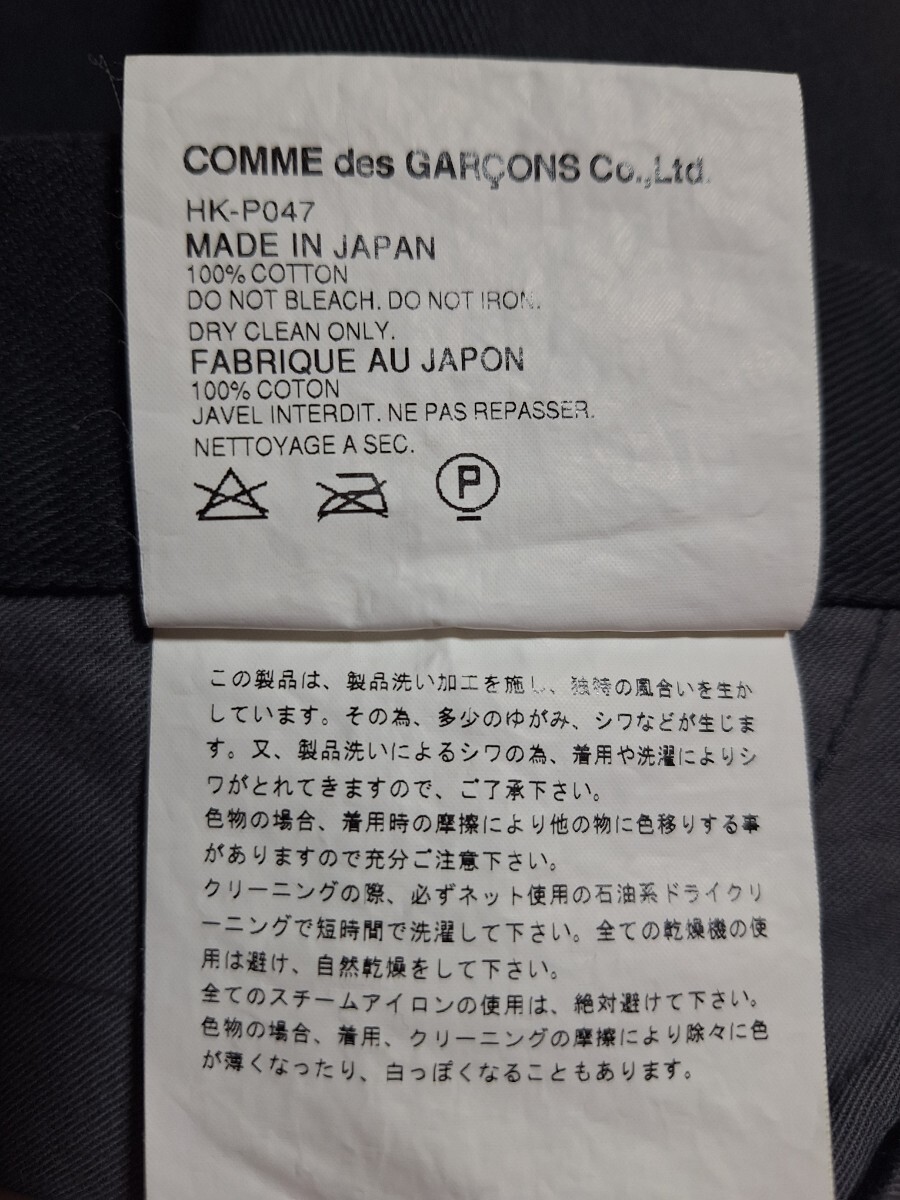 COMME des GARÇONS Co.,Ltd.
HK-P047
MADE IN JAPAN
100% COTTON
DO NOT BLEACH. DO NOT IRON.
DRY CLEAN ONLY.
FABRIQUE AU JAPON
100% COTON
JAVEL INTERDIT. NE PAS REPASSER.
NETTOYAGE A SEC.
P
この製品は、製品洗い加工を施し、独特の風合いを生か
しています。その為、多少のゆがみ、シワなどが生じま
す。又、製品洗いによるシワの為、着用や洗濯によりシ
ワがとれてきますので、ご了承下さい。
色物の場合、着用時の摩擦により他の物に色移りする事
がありますので充分ご注意下さい。
クリーニングの際、必ずネット使用の石油系ドライクリ
ーニングで短時間で洗濯して下さい。全ての乾燥機の使
用は避け、自然乾燥をして下さい。
全てのスチームアイロンの使用は、絶対避けて下さい。
色物の場合、着用、クリーニングの摩擦により除々に色
が薄くなったり、白っぽくなることもあります。